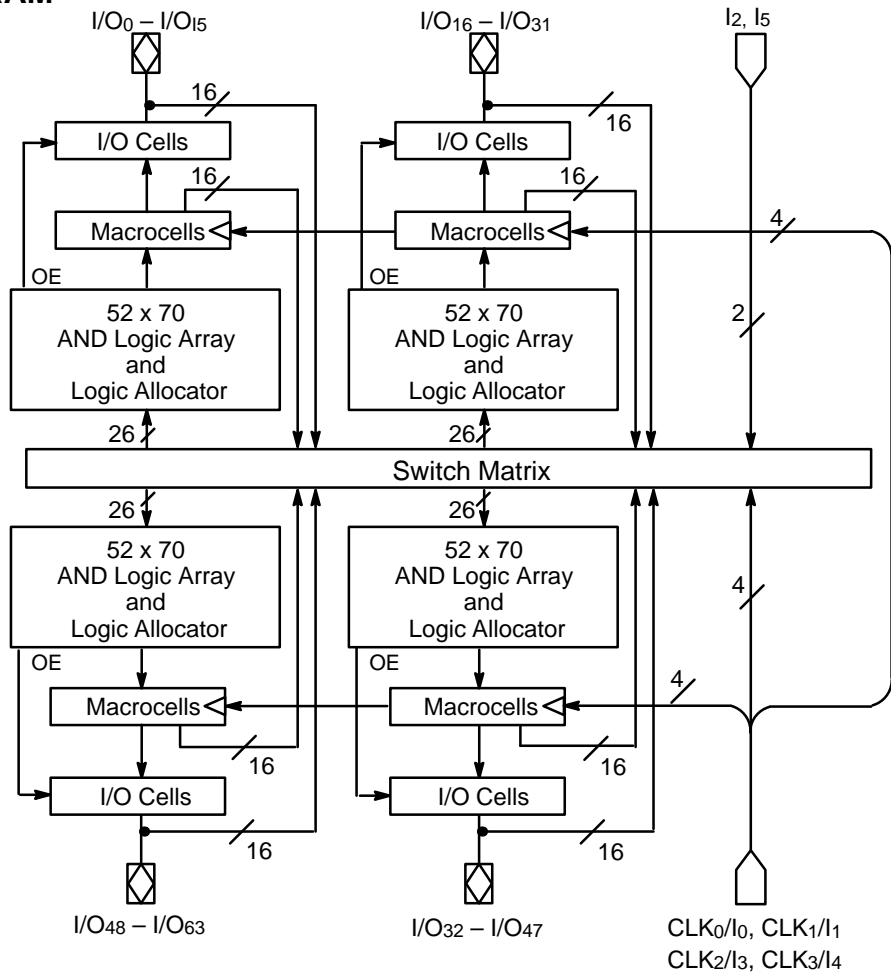 I/O0 – I/OI5
I/O16 – I/O31
I2, I5
16
16
I/O Cells
I/O Cells
16
16
4
Macrocells
Macrocells
OE
OE
52 x 70
AND Logic Array
and
Logic Allocator
52 x 70
AND Logic Array
and
Logic Allocator
2
26
26
Switch Matrix
26
26
52 x 70
AND Logic Array
and
Logic Allocator
52 x 70
AND Logic Array
and
Logic Allocator
4
OE
OE
4
Macrocells
Macrocells
16
16
I/O Cells
I/O Cells
16
16
I/O48 – I/O63
I/O32 – I/O47
CLK0/I0, CLK1/I1
CLK2/I3, CLK3/I4